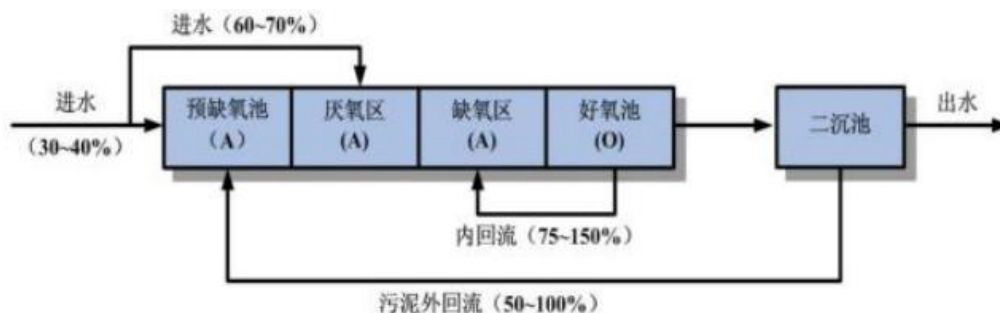 进水（60~70%）
进水
（30~40%）
预缺氧池
（A）
厌氧区
(A)
缺氧区
(A)
好氧池
(O)
二沉池
出水
内回流（75~150%）
污泥外回流（50~100%）